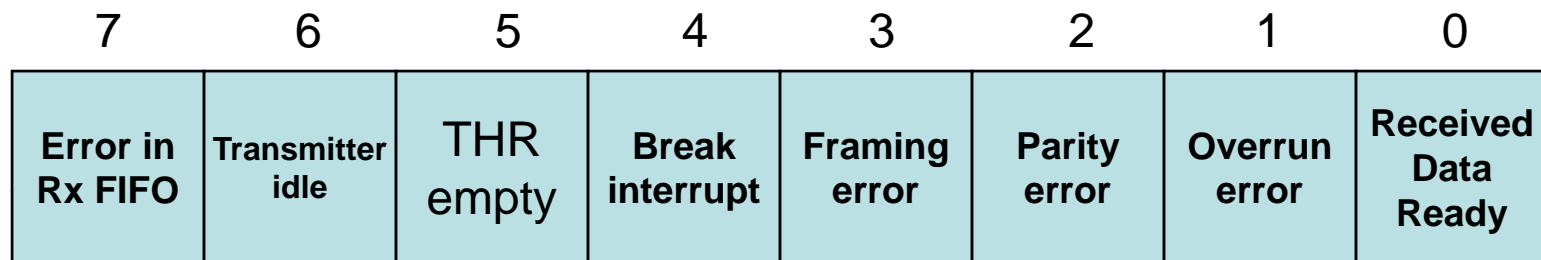 7 6 5 4 3 2 1 0
Error in
Rx FIFO
Transmitter
idle
THR
empty
Break
interrupt
Framing
error
Parity
error
Overrun
error
Received
Data
Ready